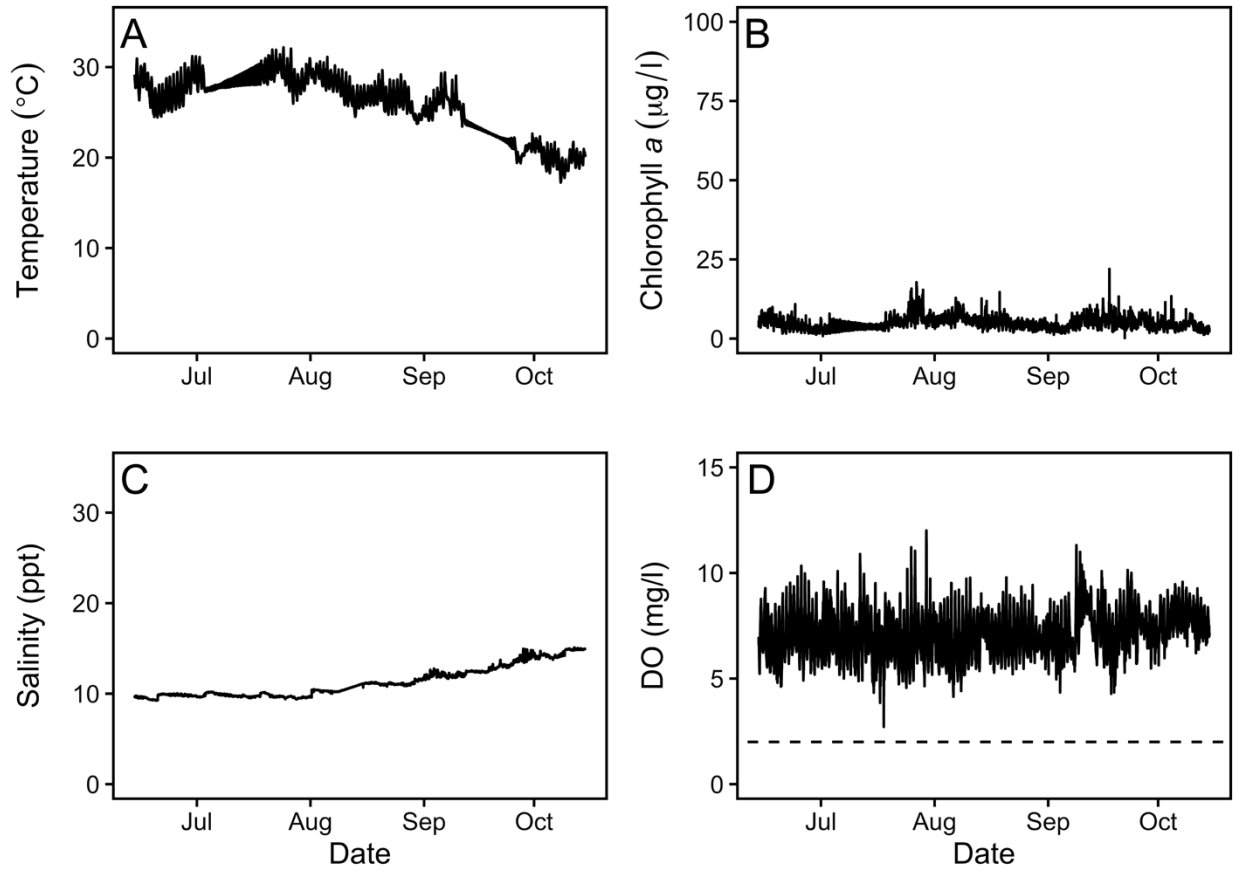 A
Temperature (°C)
30
20
10
0
Jul Aug Sep Oct
B
Chlorophyll a (μg/l)
100
75
50
25
0
Jul Aug Sep Oct
C
Salinity (ppt)
30
20
10
0
Jul Aug Sep Oct
Date
D
DO (mg/l)
15
10
5
0
Jul Aug Sep Oct
Date